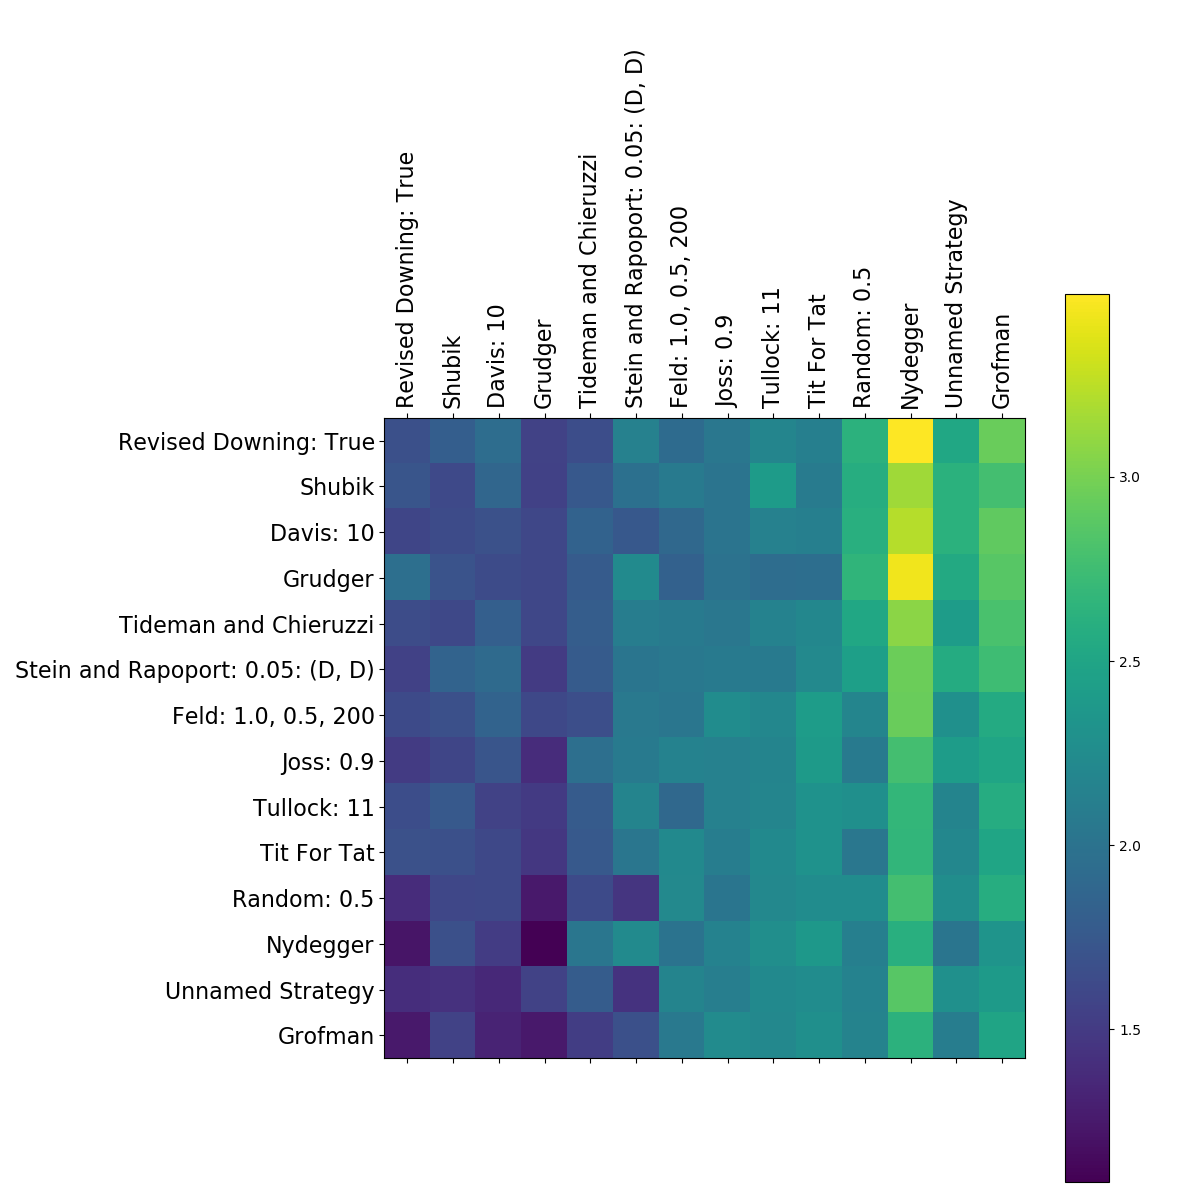 Revised Downing: True
Shubik
Davis: 10
Grudger
Tideman and Chieruzzi
Stein and Rapoport: 0.05: (D, D)
Feld: 1.0, 0.5, 200
Joss: 0.9
Tullock: 11
Tit For Tat
Random: 0.5
Nydegger
Unnamed Strategy
Grofman
Revised Downing: True
Shubik
Davis: 10
Grudger
Tideman and Chieruzzi
Stein and Rapoport: 0.05: (D, D)
Feld: 1.0, 0.5, 200
Joss: 0.9
Tullock: 11
Tit For Tat
Random: 0.5
Nydegger
Unnamed Strategy
Grofman
3.0
2.5
2.0
1.5